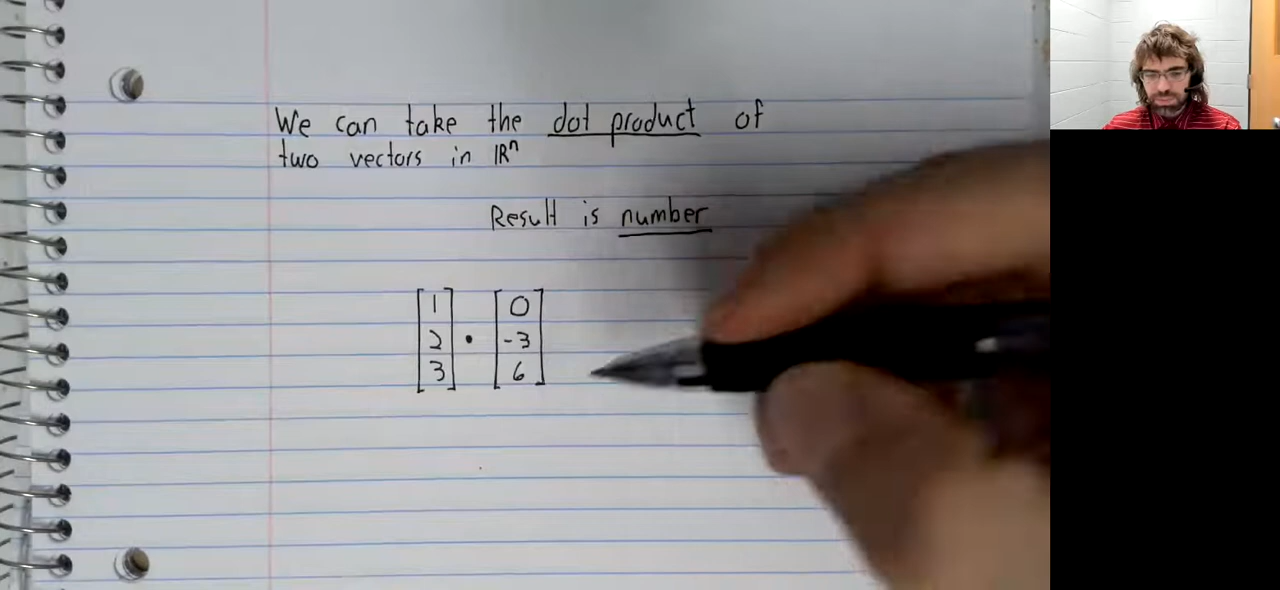 We can take the dot product of
two vectors in ℝⁿ
Result is number
[1 2 3] • [0 -3 6]